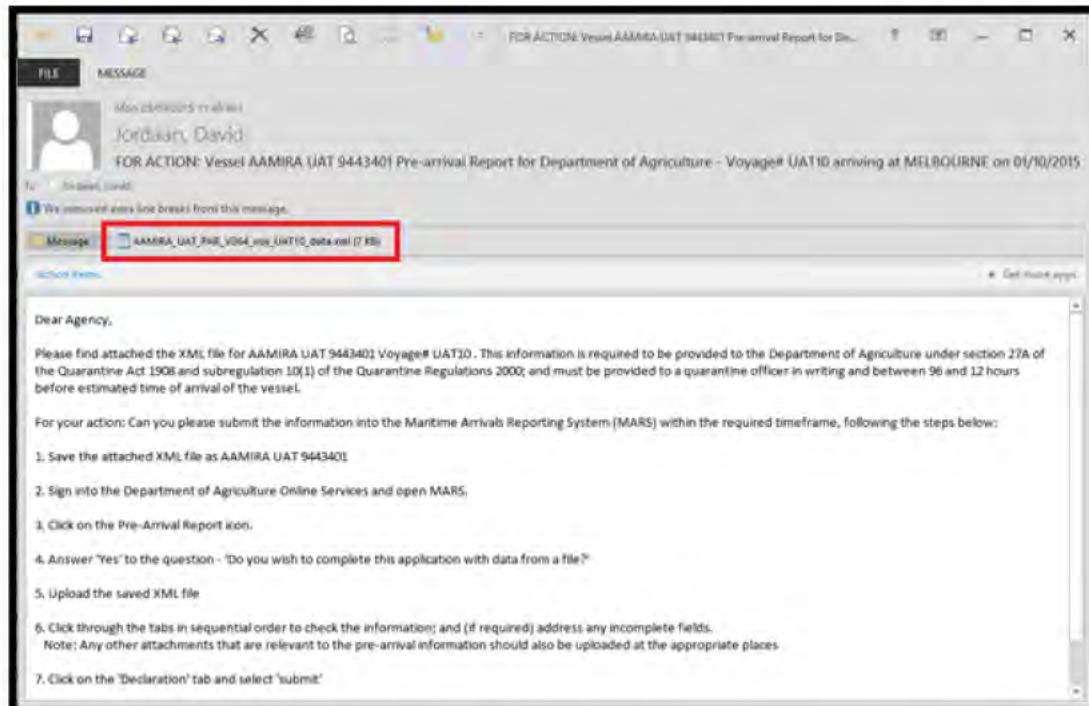 FOR ACTION: Vessel AAMIRA UAT 9443401 Pre-arrival Report for De...
FILE MESSAGE
Jordaan, David
FOR ACTION: Vessel AAMIRA UAT 9443401 Pre-arrival Report for Department of Agriculture - Voyage# UAT10 arriving at MELBOURNE on 01/10/2015
To Jordaan, David
We removed extra line breaks from this message.
Message AAMIRA_UAT_PAR_V064_voy_UAT10_data.xml (7 KB)
Action Items Get more apps
Dear Agency,
Please find attached the XML file for AAMIRA UAT 9443401 Voyage# UAT10 . This information is required to be provided to the Department of Agriculture under section 27A of
the Quarantine Act 1908 and subregulation 10(1) of the Quarantine Regulations 2000; and must be provided to a quarantine officer in writing and between 96 and 12 hours
before estimated time of arrival of the vessel.
For your action: Can you please submit the information into the Maritime Arrivals Reporting System (MARS) within the required timeframe, following the steps below:
1. Save the attached XML file as AAMIRA UAT 9443401
2. Sign into the Department of Agriculture Online Services and open MARS.
3. Click on the Pre-Arrival Report icon.
4. Answer 'Yes' to the question - 'Do you wish to complete this application with data from a file?'
5. Upload the saved XML file
6. Click through the tabs in sequential order to check the information; and (if required) address any incomplete fields.
Note: Any other attachments that are relevant to the pre-arrival information should also be uploaded at the appropriate places
7. Click on the 'Declaration' tab and select 'submit'